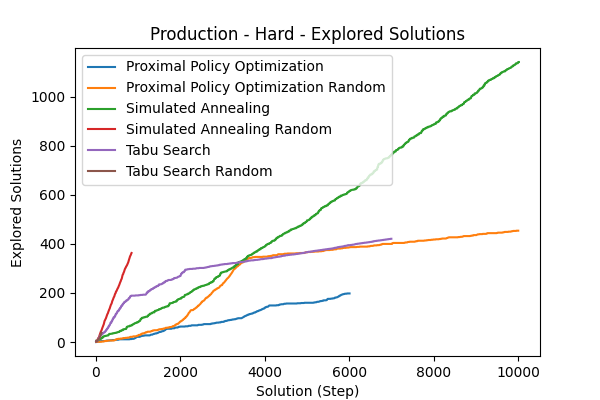 Production - Hard - Explored Solutions
Proximal Policy Optimization
Proximal Policy Optimization Random
Simulated Annealing
Simulated Annealing Random
Tabu Search
Tabu Search Random
Explored Solutions
1000
800
600
400
200
0
0 2000 4000 6000 8000 10000
Solution (Step)